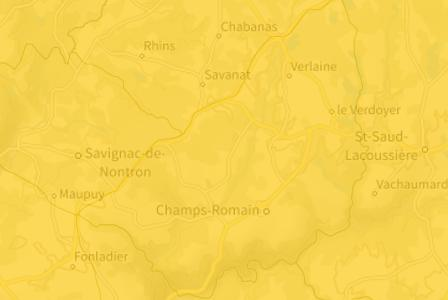 Chabanas
Rhins
Verlaine
Savanat
le Verdoyer
St-Saud-
Lacoussière
Savignac-de-
Nontron
Vachaumard
Maupuy
Champs-Romain
Fonladier